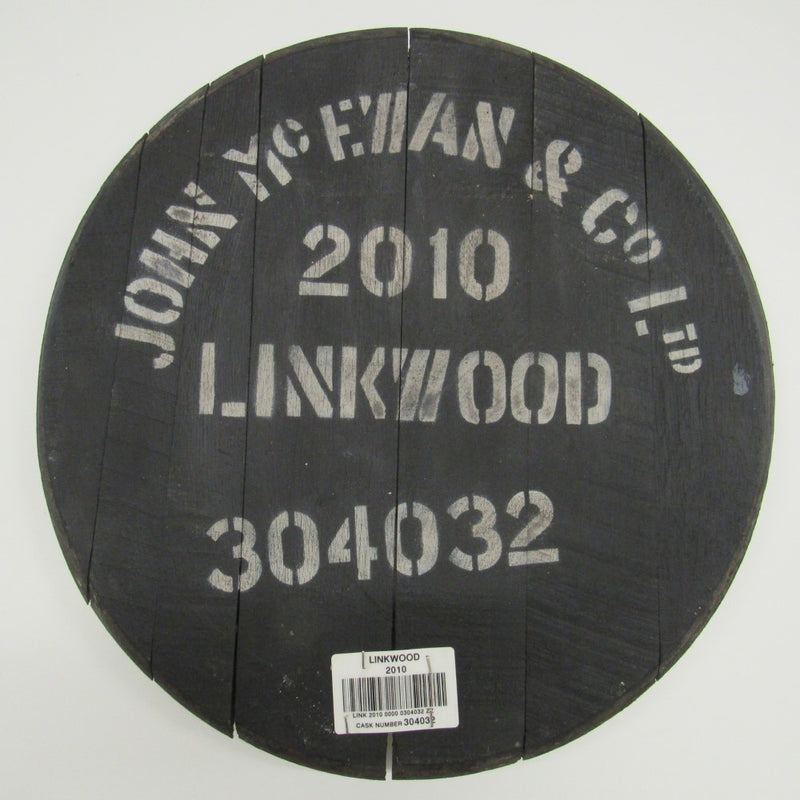 JOHN McEWAN & Co LTD
2010
LINKWOOD
304032
LINKWOOD
2010
LINK 2010 0000 0304032
CASK NUMBER 304032